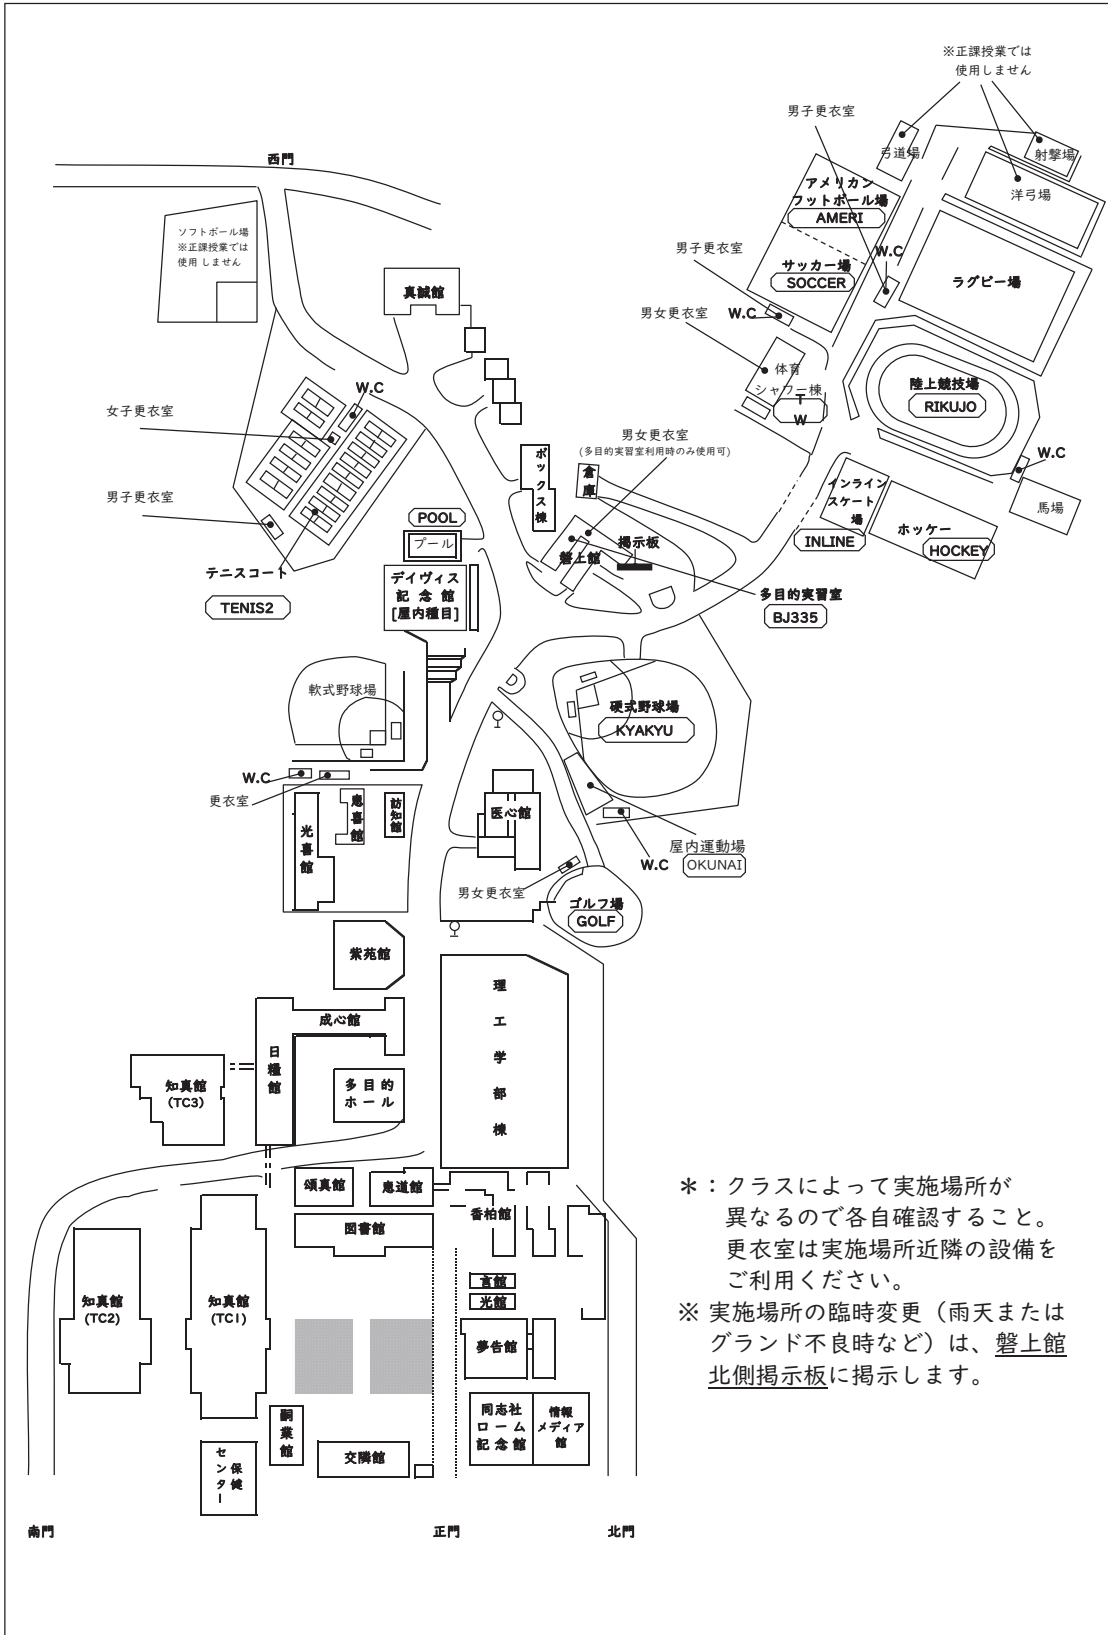 ※正課授業では
使用しません
男子更衣室
弓道場
射撃場
洋弓場
西門
アメリカン
フットボール場
AMERI
ソフトボール場
※正課授業では
使用 しません
男子更衣室
W.C
サッカー場
SOCCER
ラグビー場
真誠館
男女更衣室
W.C
体育
シャワー棟
T
W
陸上競技場
RIKUJO
W.C
女子更衣室
男女更衣室
(多目的実習室利用時のみ使用可)
W.C
ボックス棟
倉庫
インライン
スケート
場
INLINE
馬場
男子更衣室
POOL
プール
ホッケー
HOCKEY
磐上館
掲示板
テニスコート
TENIS2
デイヴィス
記念館
[屋内種目]
多目的実習室
BJ335
軟式野球場
硬式野球場
KYAKYU
W.C
更衣室
恵喜館
訪知館
光喜館
医心館
屋内運動場
OKUNAI
W.C
男女更衣室
ゴルフ場
GOLF
紫苑館
理工学部棟
成心館
日糧館
知真館
(TC3)
多目的
ホール
頌真館
恵道館
香柏館
図書館
＊：クラスによって実施場所が
異なるので各自確認すること。
更衣室は実施場所近隣の設備を
ご利用ください。
※ 実施場所の臨時変更（雨天または
グランド不良時など）は、磐上館
北側掲示板に掲示します。
言館
光館
知真館
(TC2)
知真館
(TC1)
夢告館
嗣業館
同志社
ローム
記念館
情報
メディア
館
保健
センター
交隣館
南門
正門
北門